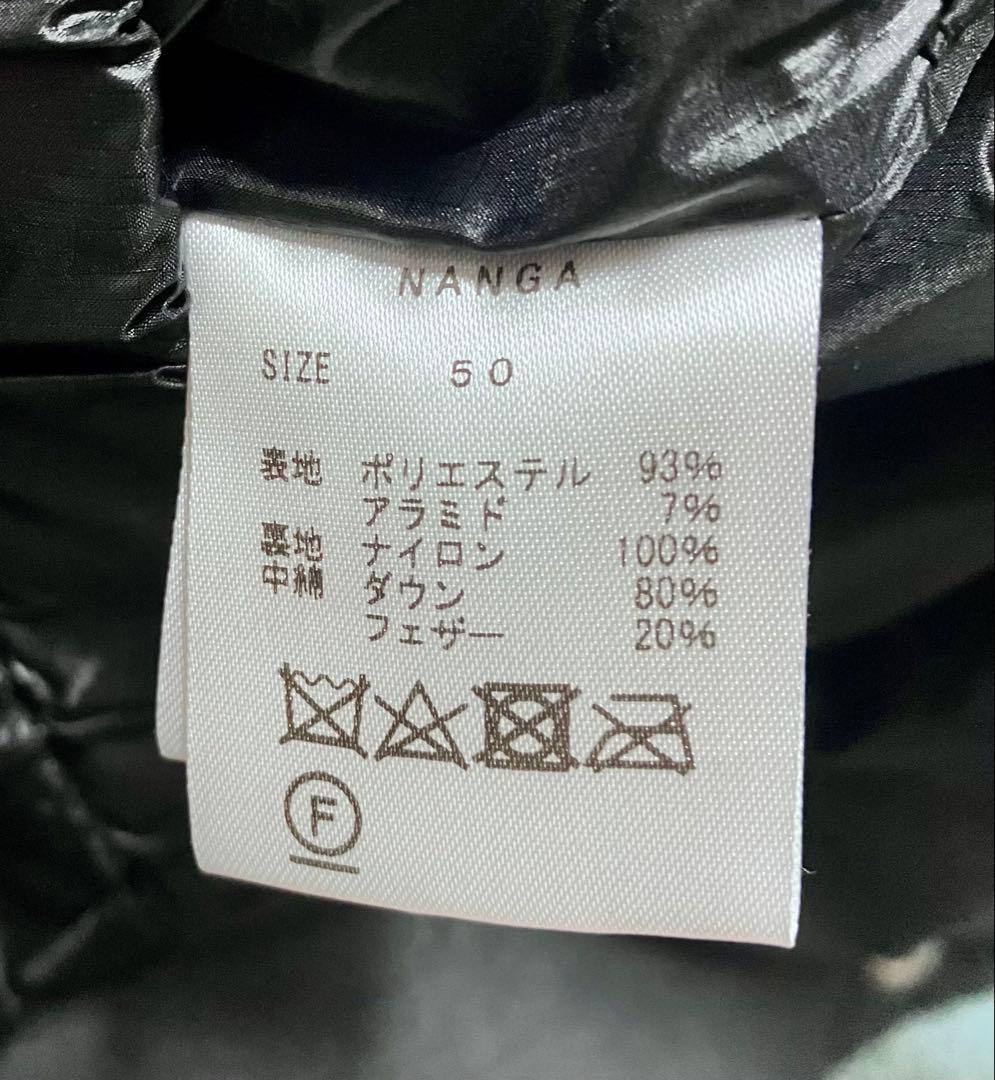 NANGA
SIZE 50
表地 ポリエステル 93%
アラミド 7%
裏地 ナイロン 100%
中綿 ダウン 80%
フェザー 20%
F